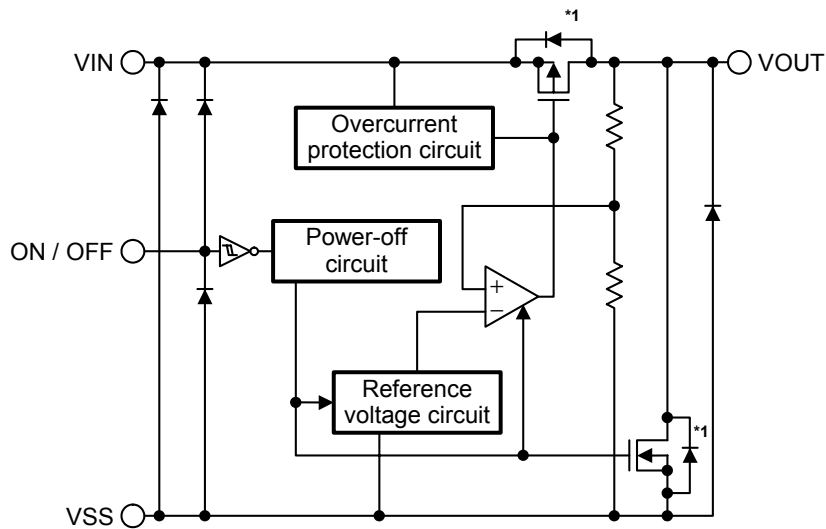 *1
VIN
VOUT
Overcurrent
protection circuit
ON / OFF
Power-off
circuit
+
−
Reference
voltage circuit
*1
VSS